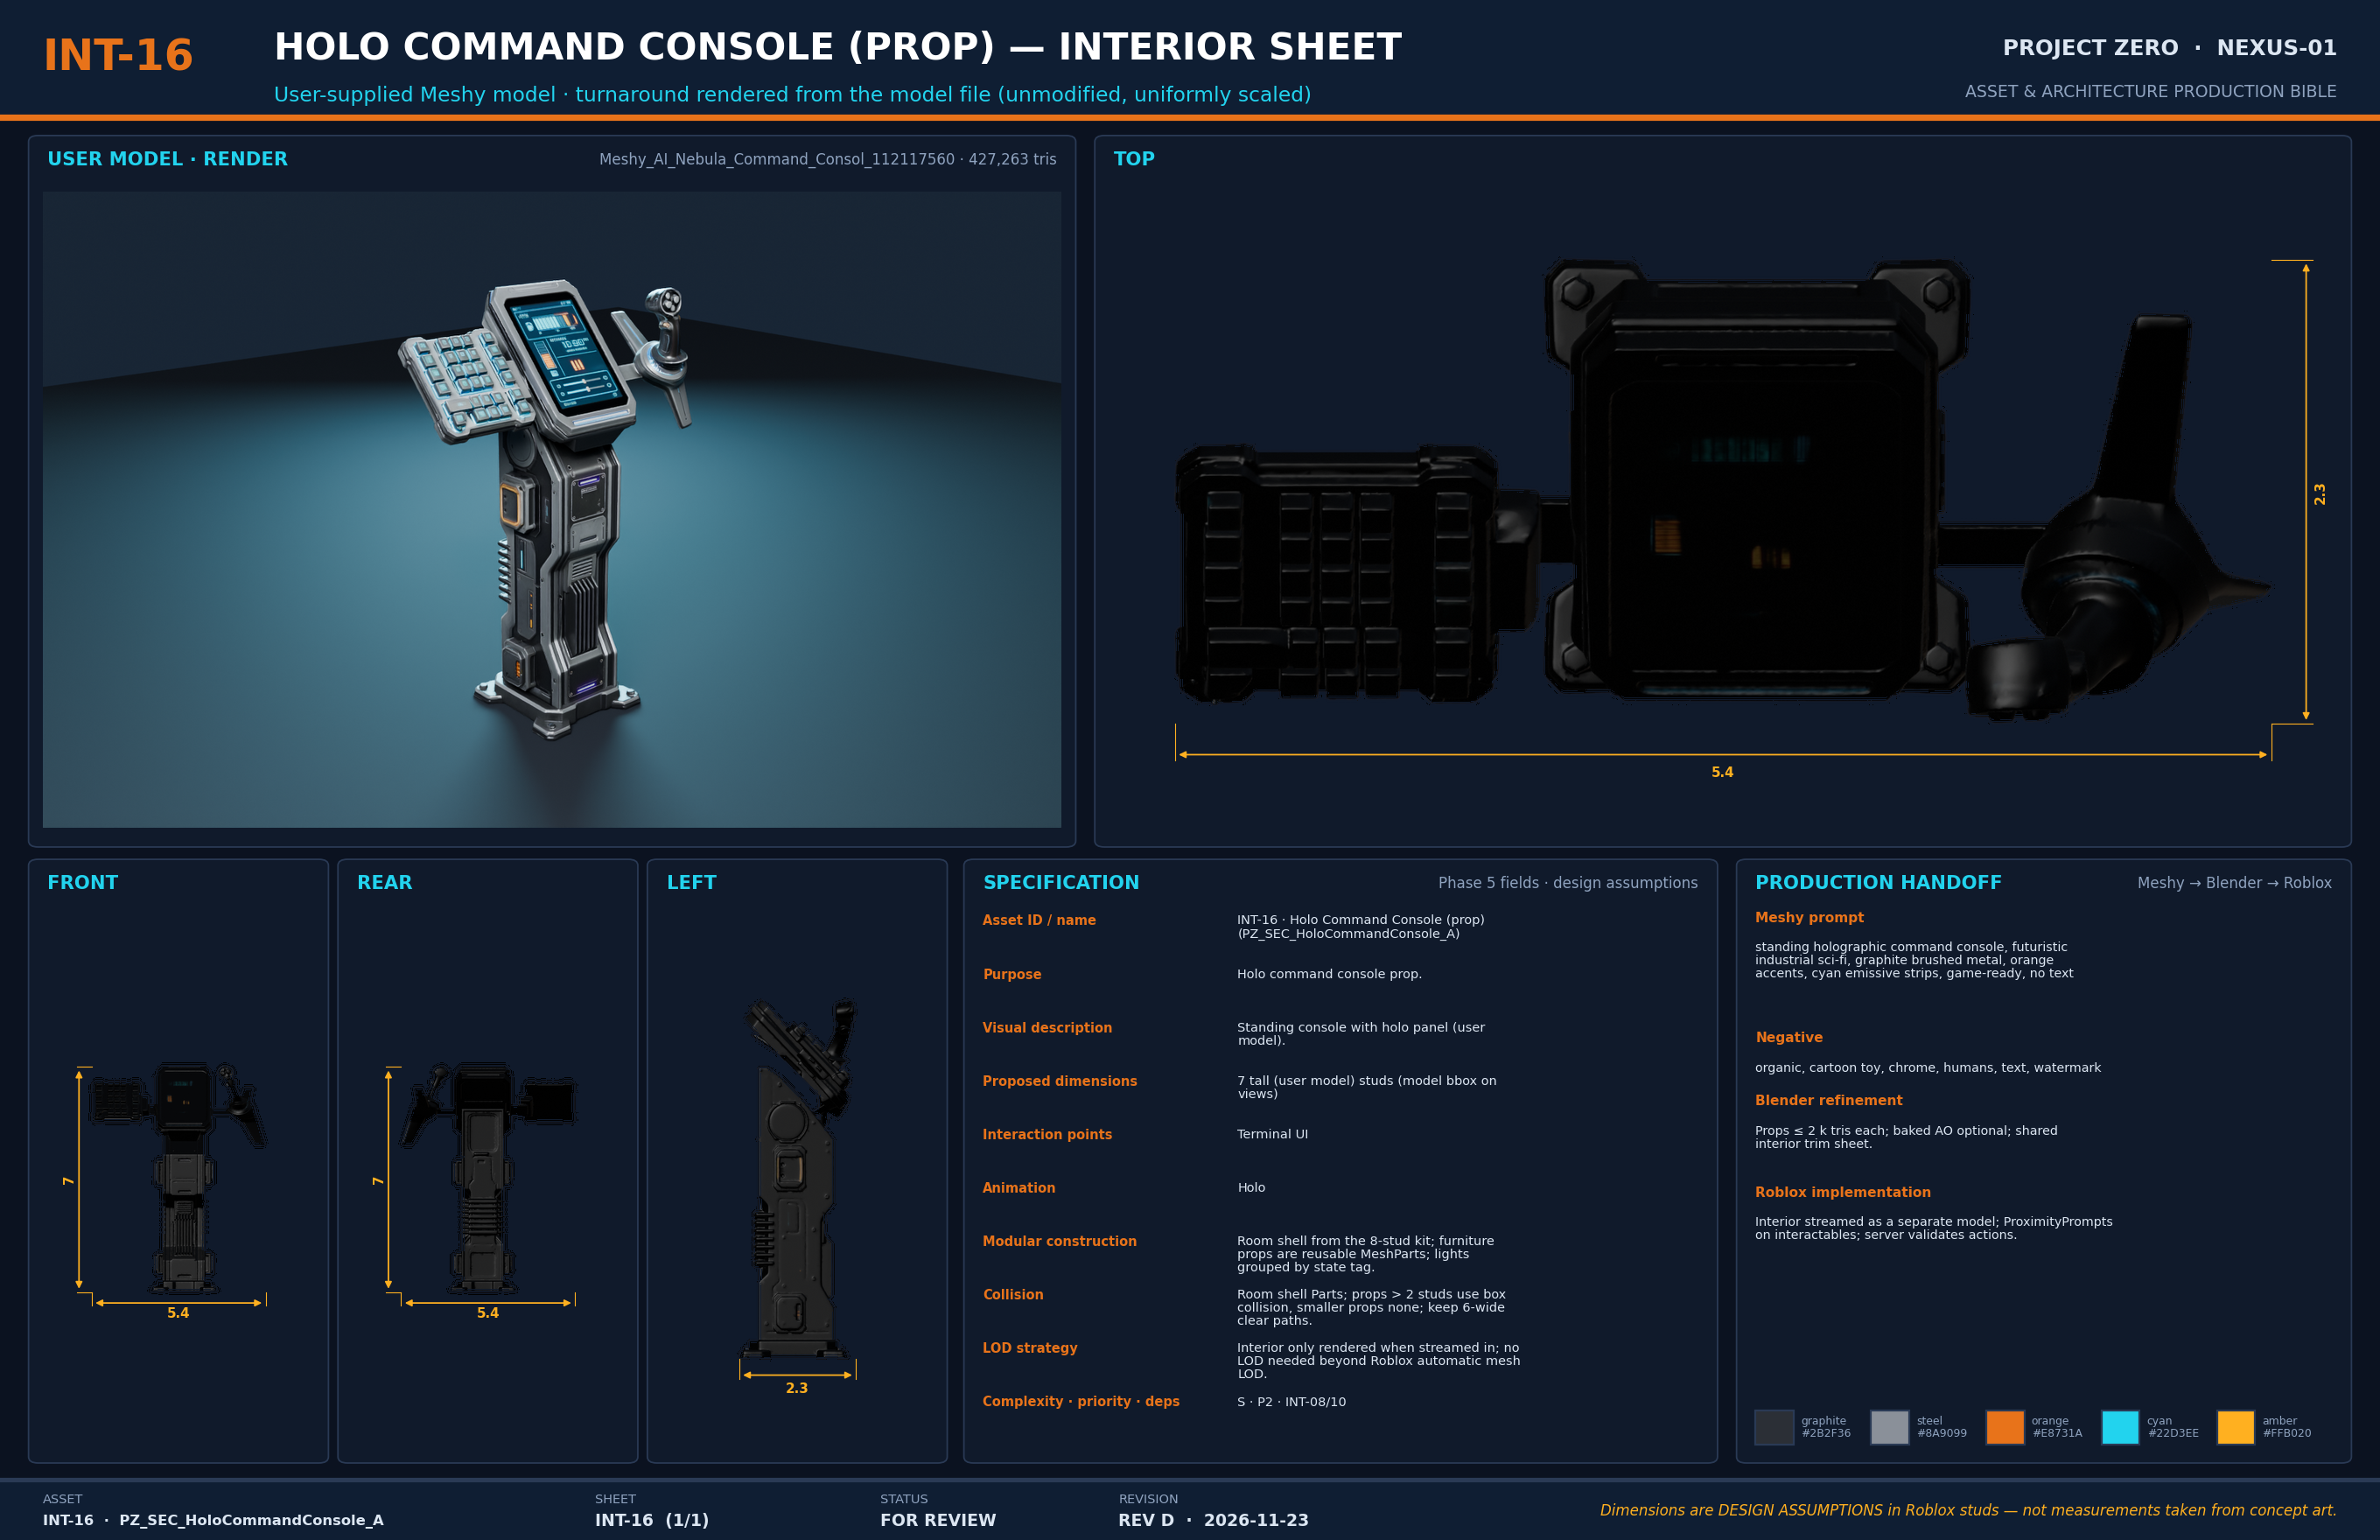 INT-16
HOLO COMMAND CONSOLE (PROP) — INTERIOR SHEET
User-supplied Meshy model · turnaround rendered from the model file (unmodified, uniformly scaled)
PROJECT ZERO · NEXUS-01
ASSET & ARCHITECTURE PRODUCTION BIBLE
USER MODEL · RENDER
Meshy_AI_Nebula_Command_Consol_112117560 · 427,263 tris
TOP
2.3
5.4
FRONT
7
5.4
REAR
7
5.4
LEFT
2.3
SPECIFICATION
Phase 5 fields · design assumptions
Asset ID / name
INT-16 · Holo Command Console (prop)
(PZ_SEC_HoloCommandConsole_A)
Purpose
Holo command console prop.
Visual description
Standing console with holo panel (user
model).
Proposed dimensions
7 tall (user model) studs (model bbox on
views)
Interaction points
Terminal UI
Animation
Holo
Modular construction
Room shell from the 8-stud kit; furniture
props are reusable MeshParts; lights
grouped by state tag.
Collision
Room shell Parts; props > 2 studs use box
collision, smaller props none; keep 6-wide
clear paths.
LOD strategy
Interior only rendered when streamed in; no
LOD needed beyond Roblox automatic mesh
LOD.
Complexity · priority · deps
S · P2 · INT-08/10
PRODUCTION HANDOFF
Meshy → Blender → Roblox
Meshy prompt
standing holographic command console, futuristic
industrial sci-fi, graphite brushed metal, orange
accents, cyan emissive strips, game-ready, no text
Negative
organic, cartoon toy, chrome, humans, text, watermark
Blender refinement
Props ≤ 2 k tris each; baked AO optional; shared
interior trim sheet.
Roblox implementation
Interior streamed as a separate model; ProximityPrompts
on interactables; server validates actions.
graphite
#2B2F36
steel
#8A9099
orange
#E8731A
cyan
#22D3EE
amber
#FFB020
ASSET
INT-16 · PZ_SEC_HoloCommandConsole_A
SHEET
INT-16 (1/1)
STATUS
FOR REVIEW
REVISION
REV D · 2026-11-23
Dimensions are DESIGN ASSUMPTIONS in Roblox studs — not measurements taken from concept art.